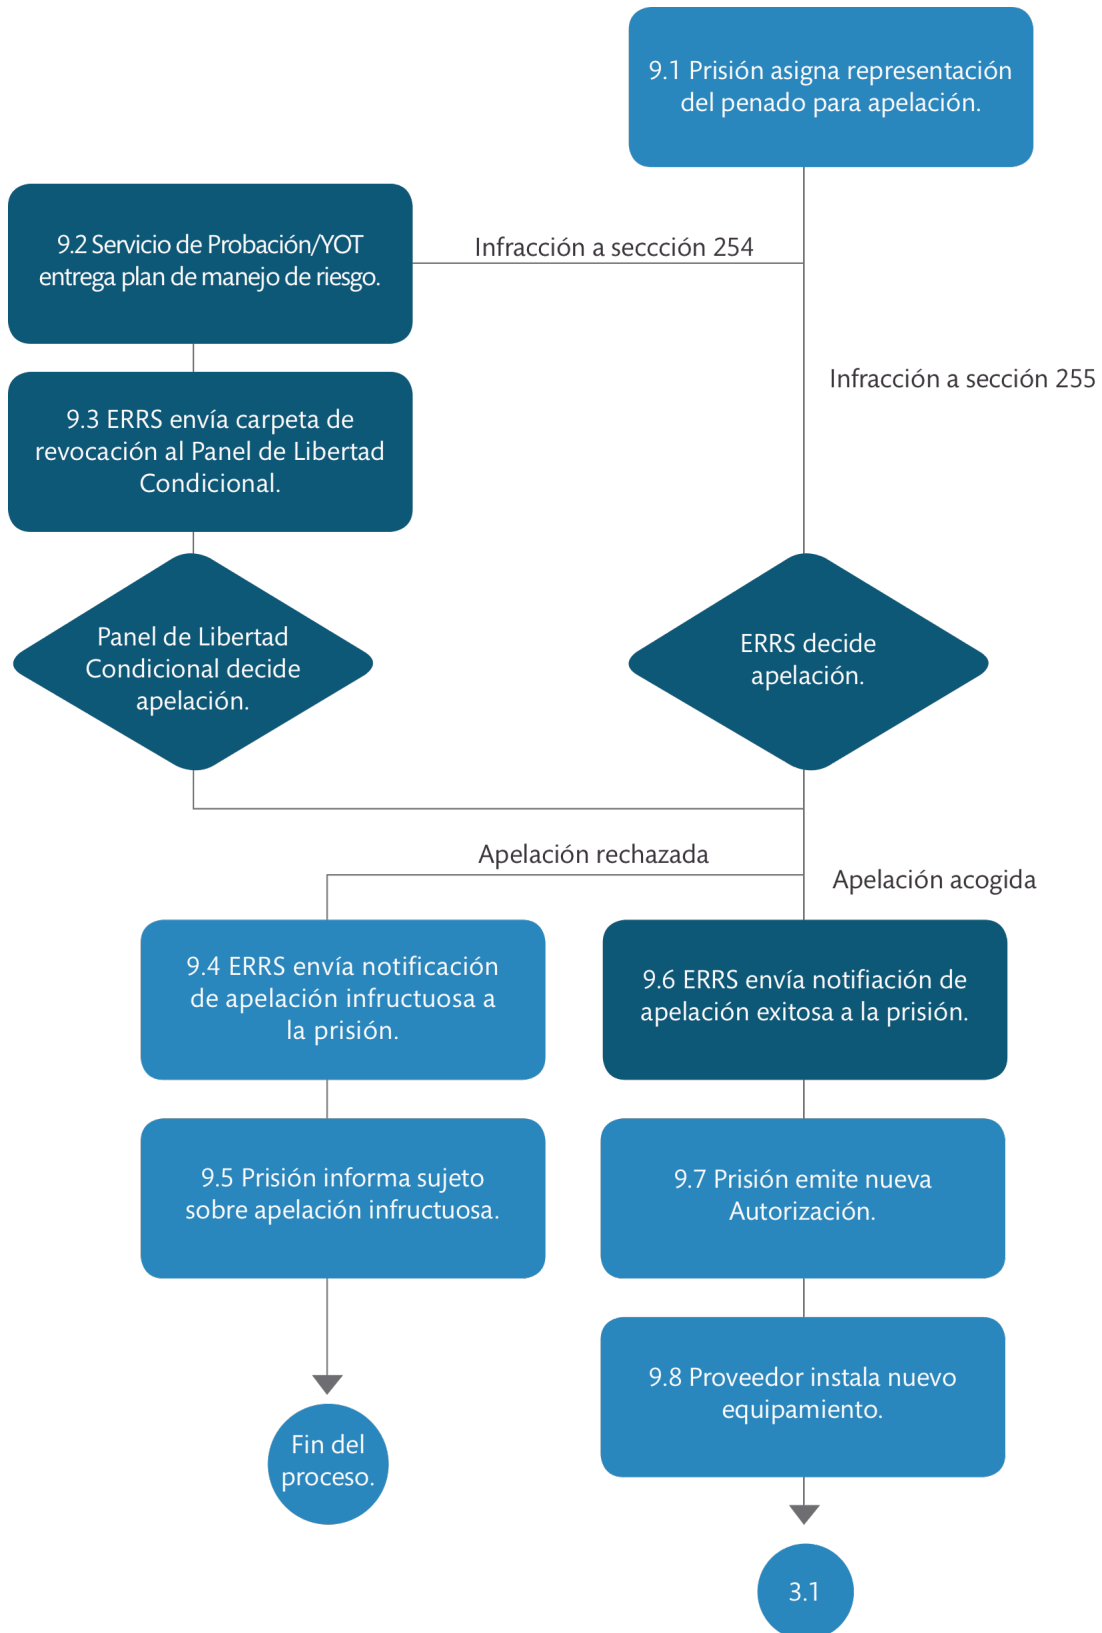 9.1 Prisión asigna representación
del penado para apelación.
9.2 Servicio de Probación/YOT
entrega plan de manejo de riesgo.
Infracción a seccción 254
Infracción a sección 255
9.3 ERRS envía carpeta de
revocación al Panel de Libertad
Condicional.
Panel de Libertad
Condicional decide
apelación.
ERRS decide
apelación.
Apelación rechazada
Apelación acogida
9.4 ERRS envía notificación
de apelación infructuosa a
la prisión.
9.6 ERRS envía notifiación de
apelación exitosa a la prisión.
9.5 Prisión informa sujeto
sobre apelación infructuosa.
9.7 Prisión emite nueva
Autorización.
9.8 Proveedor instala nuevo
equipamiento.
Fin del
proceso.
3.1